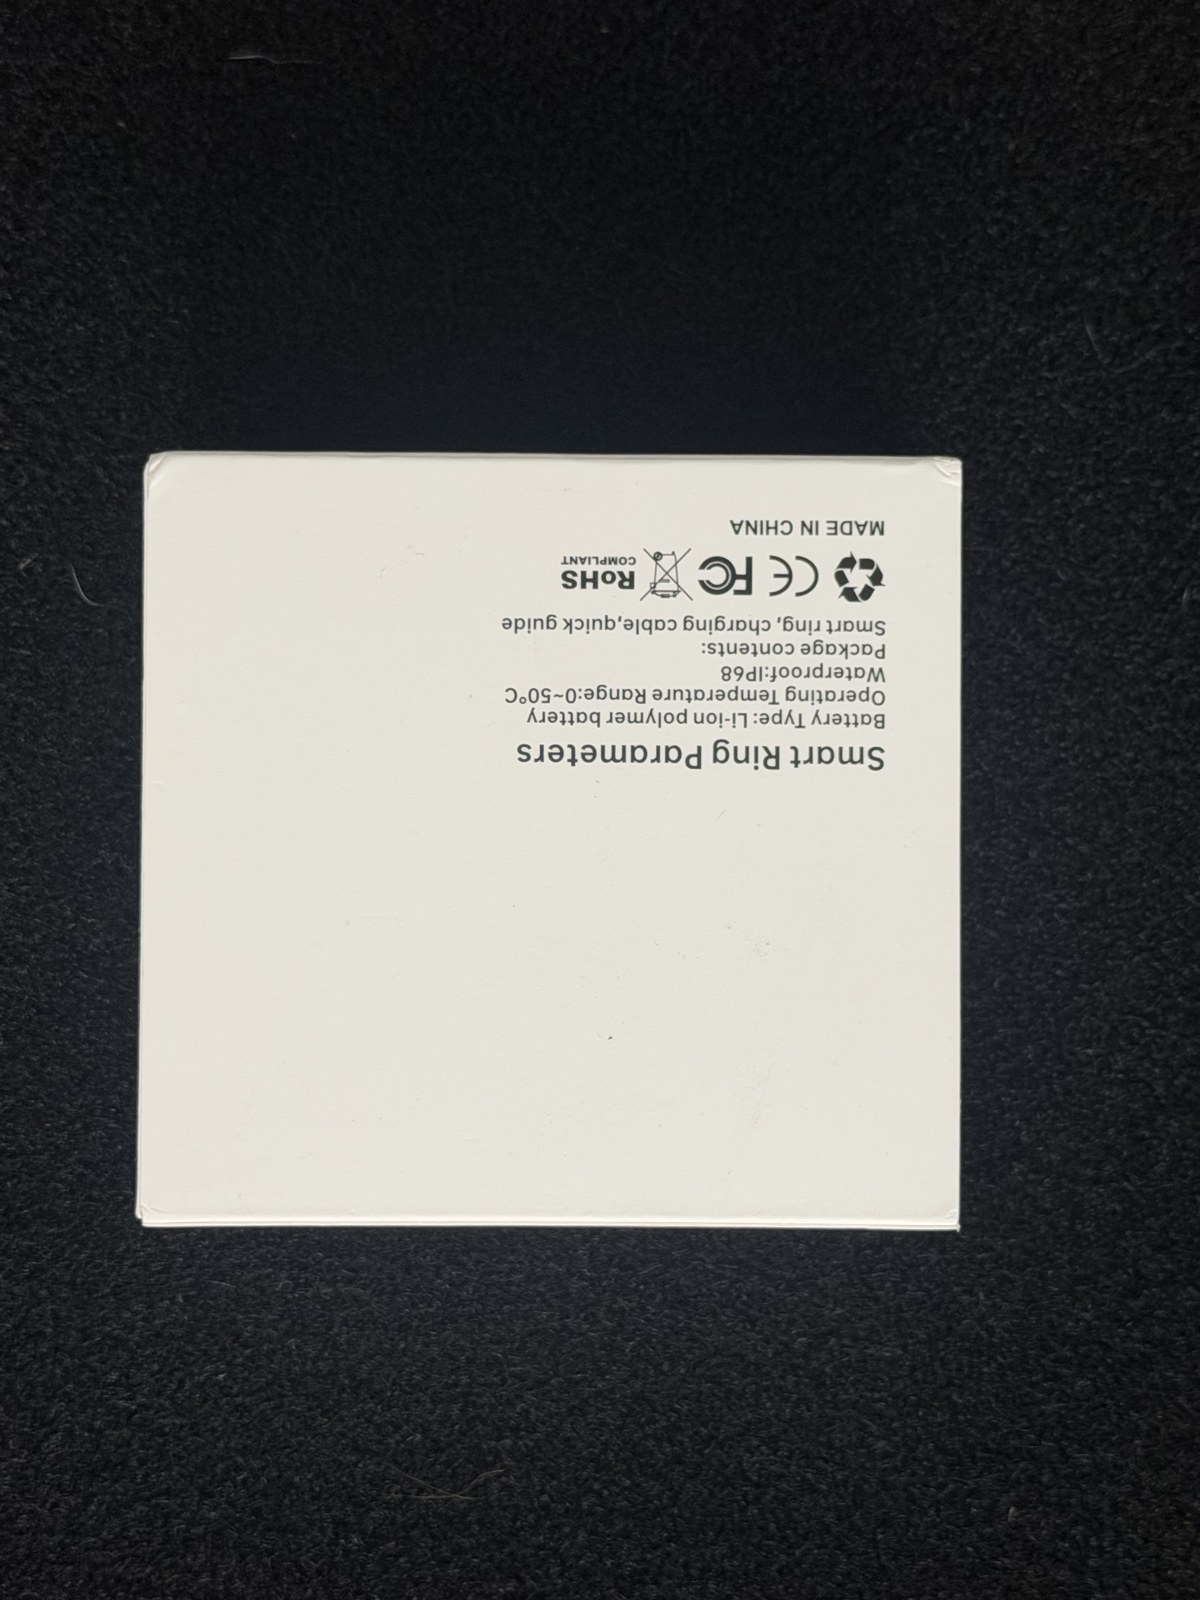 Smart Ring Parameters
Battery Type: Li-ion polymer battery
Operating Temperature Range:0~50°C
Waterproof:IP68
Package contents:
Smart ring, charging cable,quick guide
CE FC RoHS
COMPLIANT
MADE IN CHINA